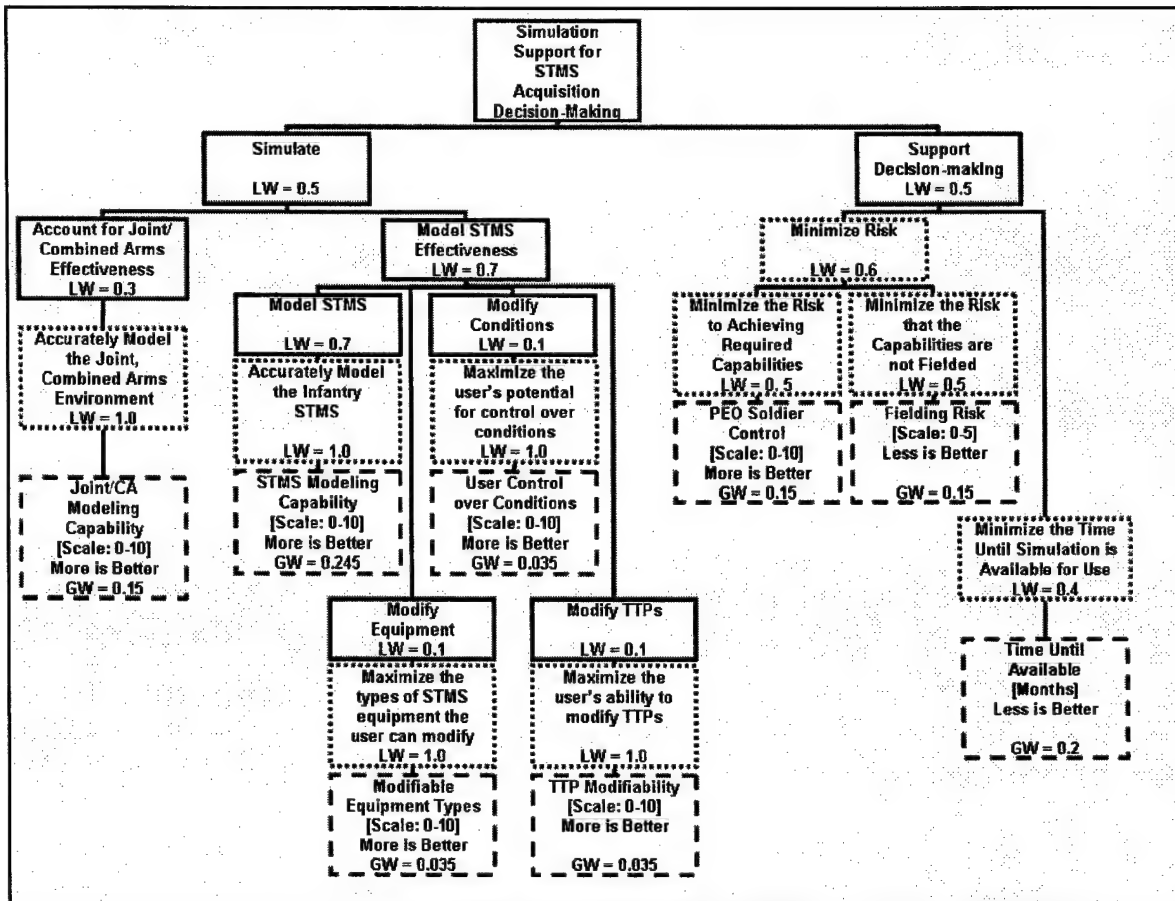 Simulation
Support for
STMS
Acquisition
Decision-Making
Simulate
LW = 0.5
Support
Decision-making
LW = 0.5
Account for Joint/
Combined Arms
Effectiveness
LW = 0.3
Model STMS
Effectiveness
LW = 0.7
Minimize Risk
LW = 0.6
Model STMS
LW = 0.7
Modify
Conditions
LW = 0.1
Minimize the Risk
to Achieving
Required
Capabilities
LW = 0. 5
Minimize the Risk
that the
Capabilities are
not Fielded
LW = 0.5
Accurately Model
the Joint,
Combined Arms
Environment
LW = 1.0
Accurately Model
the Infantry
STMS
LW = 1.0
Maximize the
user's potential
for control over
conditions
LW = 1.0
PEO Soldier
Control
[Scale: 0-10]
More is Better
GW = 0.15
Fielding Risk
[Scale: 0-5]
Less is Better
GW = 0.15
Joint/CA
Modeling
Capability
[Scale: 0-10]
More is Better
GW = 0.15
STMS Modeling
Capability
[Scale: 0-10]
More is Better
GW = 0.245
User Control
over Conditions
[Scale: 0-10]
More is Better
GW = 0.035
Minimize the Time
Until Simulation is
Available for Use
LW = 0.4
Modify
Equipment
LW = 0.1
Modify TTPs
LW = 0.1
Maximize the
types of STMS
equipment the
user can modify
LW = 1.0
Maximize the
user's ability to
modify TTPs
LW = 1.0
Time Until
Available
[Months]
Less is Better
GW = 0.2
Modifiable
Equipment Types
[Scale: 0-10]
More is Better
GW = 0.035
TTP Modifiability
[Scale: 0-10]
More is Better
GW = 0.035